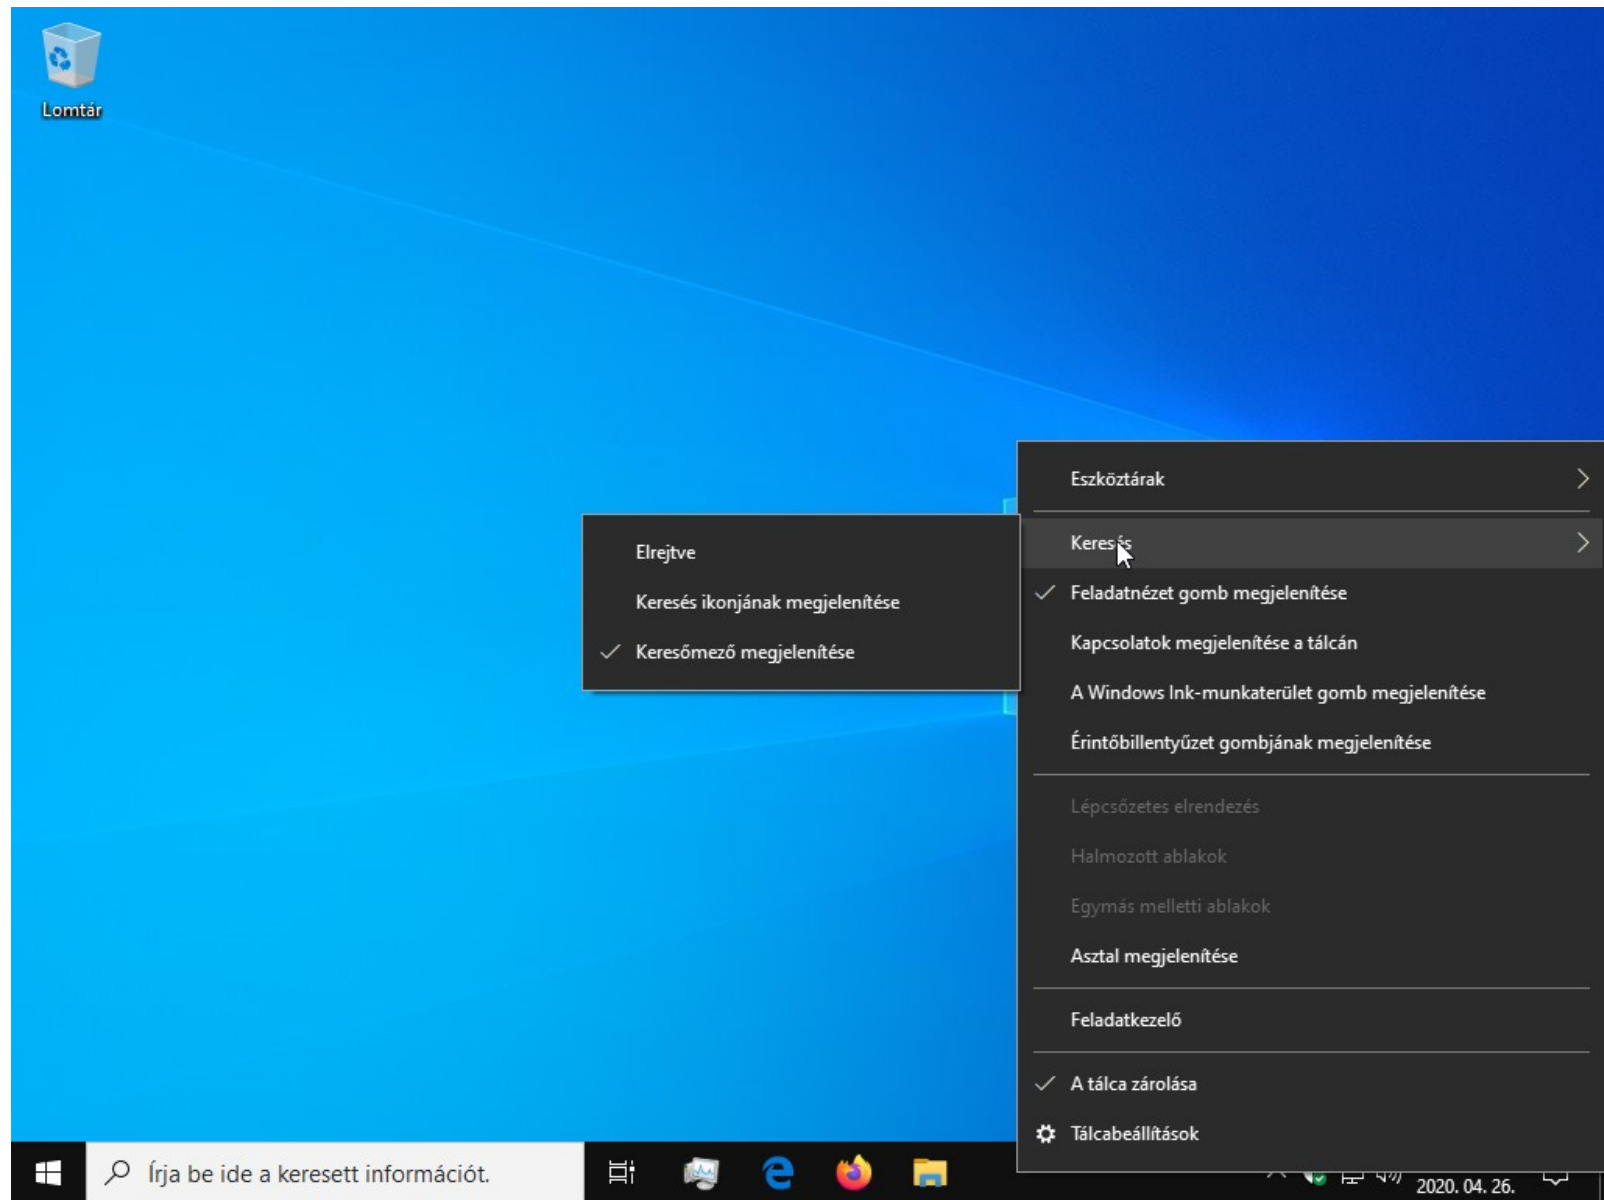 Lomtár
Eszköztárak
Keresés
Feladatnézet gomb megjelenítése
Kapcsolatok megjelenítése a tálcán
A Windows Ink-munkaterület gomb megjelenítése
Érintőbillentyűzet gombjának megjelenítése
Lépcsőzetes elrendezés
Halmozott ablakok
Egymás melletti ablakok
Asztal megjelenítése
Feladatkezelő
A tálca zárolása
Tálcabeállítások
Elrejtve
Keresés ikonjának megjelenítése
Keresőmező megjelenítése
Írja be ide a keresett információt.
2020. 04. 26.